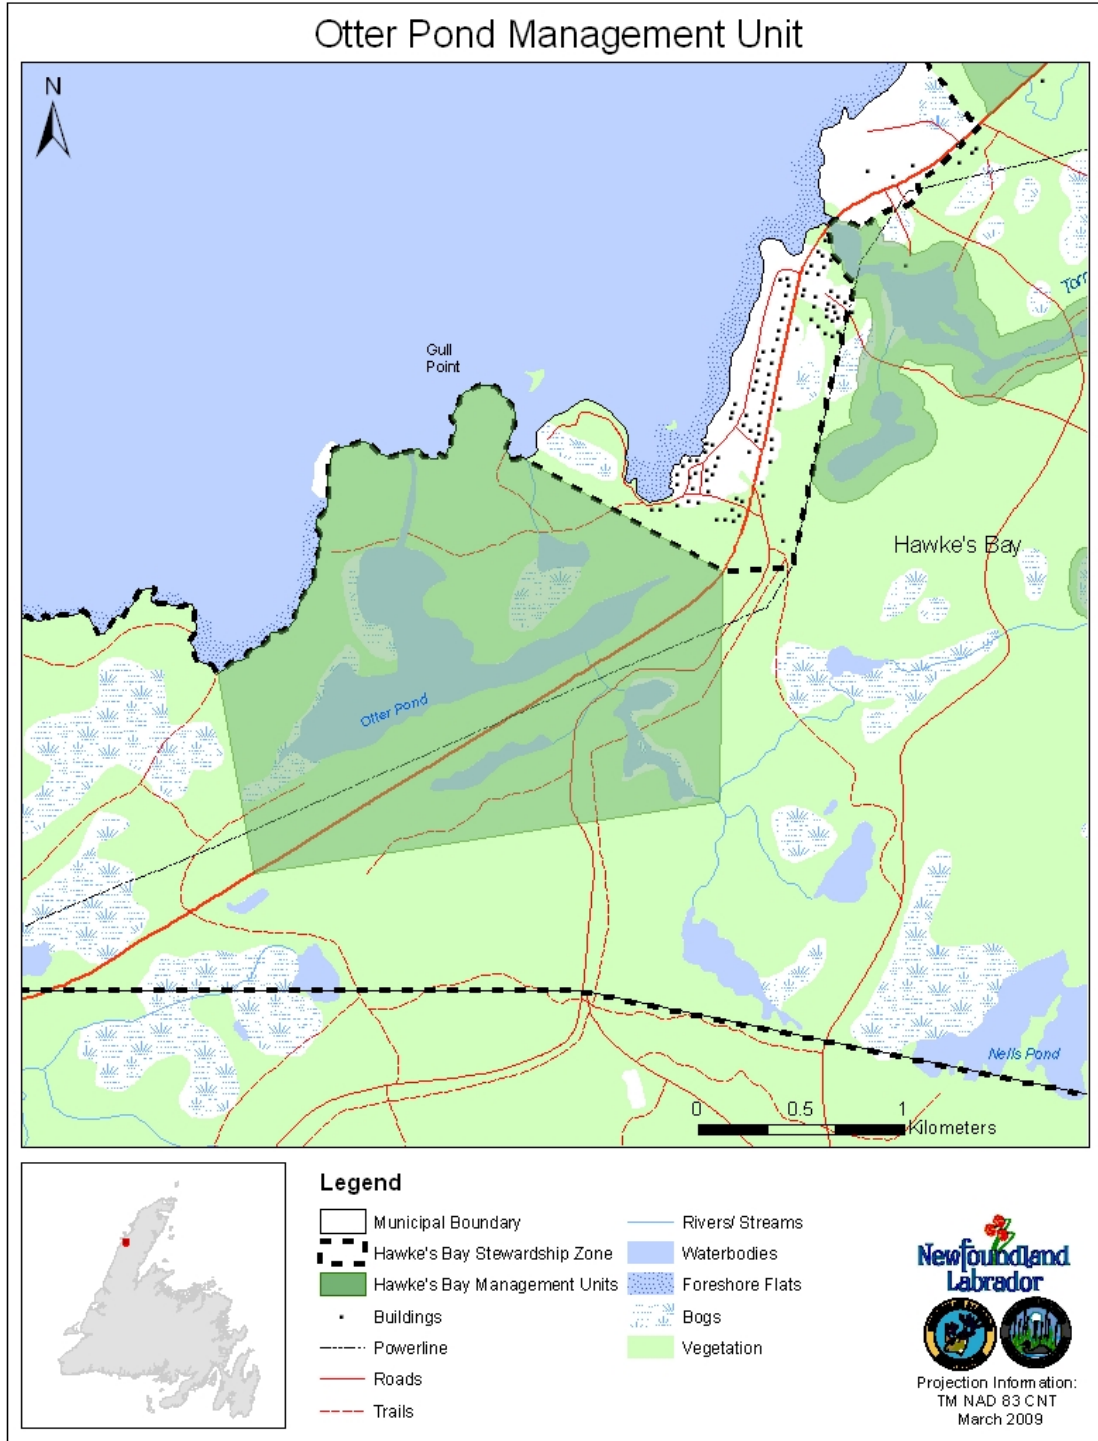 Otter Pond Management Unit
N
Gull
Point
Hawke's Bay
Otter Pond
Nells Pond
0 0.5 1
Kilometers
Legend
Municipal Boundary
Hawke's Bay Stewardship Zone
Hawke's Bay Management Units
Buildings
Powerline
Roads
Trails
Rivers/ Streams
Waterbodies
Foreshore Flats
Bogs
Vegetation
Newfoundland
Labrador
Projection Information:
TM NAD 83 CNT
March 2009